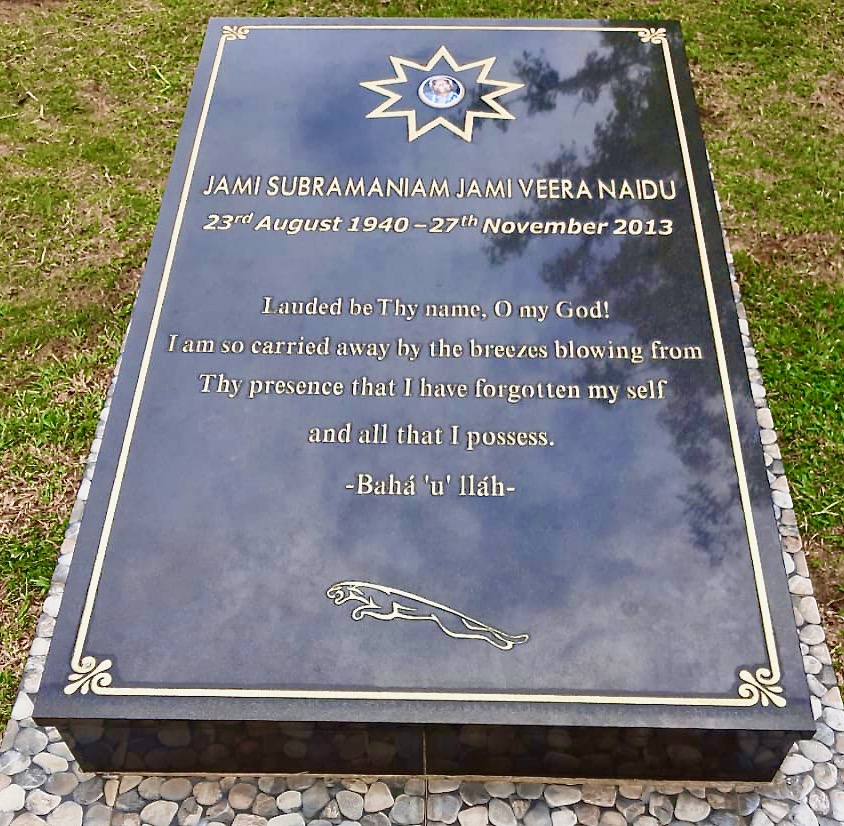 JAMI SUBRAMANIAM JAMI VEERA NAIDU
23rd August 1940 – 27th November 2013
Lauded be Thy name, O my God!
I am so carried away by the breezes blowing from
Thy presence that I have forgotten my self
and all that I possess.
-Bahá 'u' lláh-